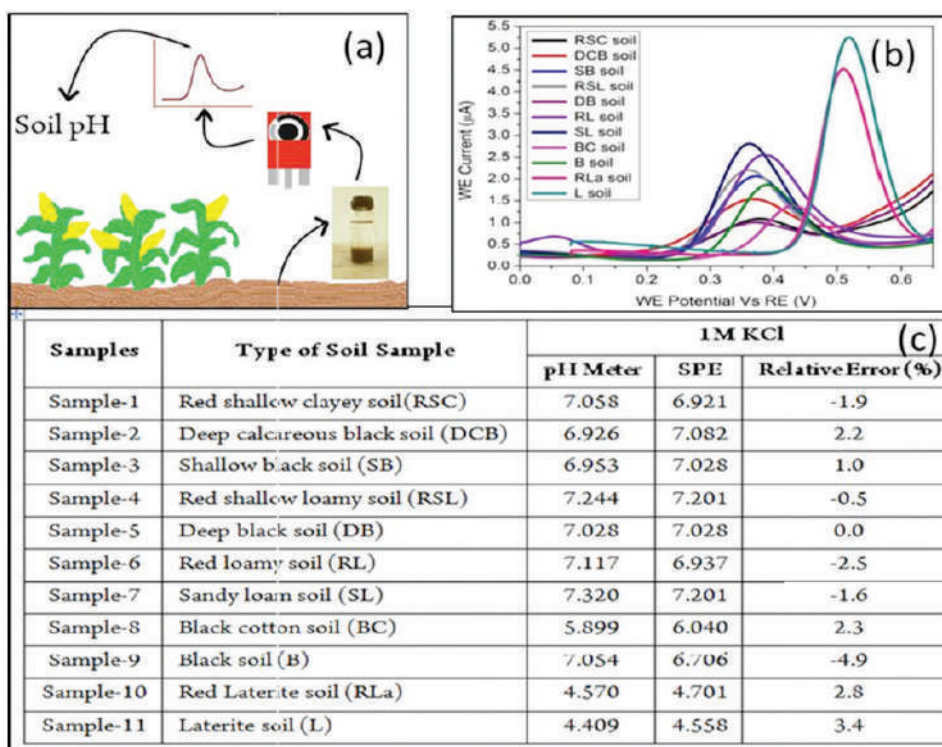 (a)
Soil pH
(b)
5.5
5.0
4.5
4.0
3.5
3.0
2.5
2.0
1.5
1.0
0.5
0.0
WE Current (μA)
RSC soil
DCB soil
SB soil
RSL soil
DB soil
RL soil
SL soil
BC soil
B soil
RLa soil
L soil
0.0 0.1 0.2 0.3 0.4 0.5 0.6
WE Potential Vs RE (V)
(c)
Samples Type of Soil Sample 1M KCl
pH Meter SPE Relative Error (%)
Sample-1 Red shallow clayey soil(RSC) 7.058 6.921 -1.9
Sample-2 Deep calcareous black soil (DCB) 6.926 7.082 2.2
Sample-3 Shallow black soil (SB) 6.953 7.028 1.0
Sample-4 Red shallow loamy soil (RSL) 7.244 7.201 -0.5
Sample-5 Deep black soil (DB) 7.028 7.028 0.0
Sample-6 Red loamy soil (RL) 7.117 6.937 -2.5
Sample-7 Sandy loam soil (SL) 7.320 7.201 -1.6
Sample-8 Black cotton soil (BC) 5.899 6.040 2.3
Sample-9 Black soil (B) 7.054 6.706 -4.9
Sample-10 Red Laterite soil (RLa) 4.570 4.701 2.8
Sample-11 Laterite soil (L) 4.409 4.558 3.4